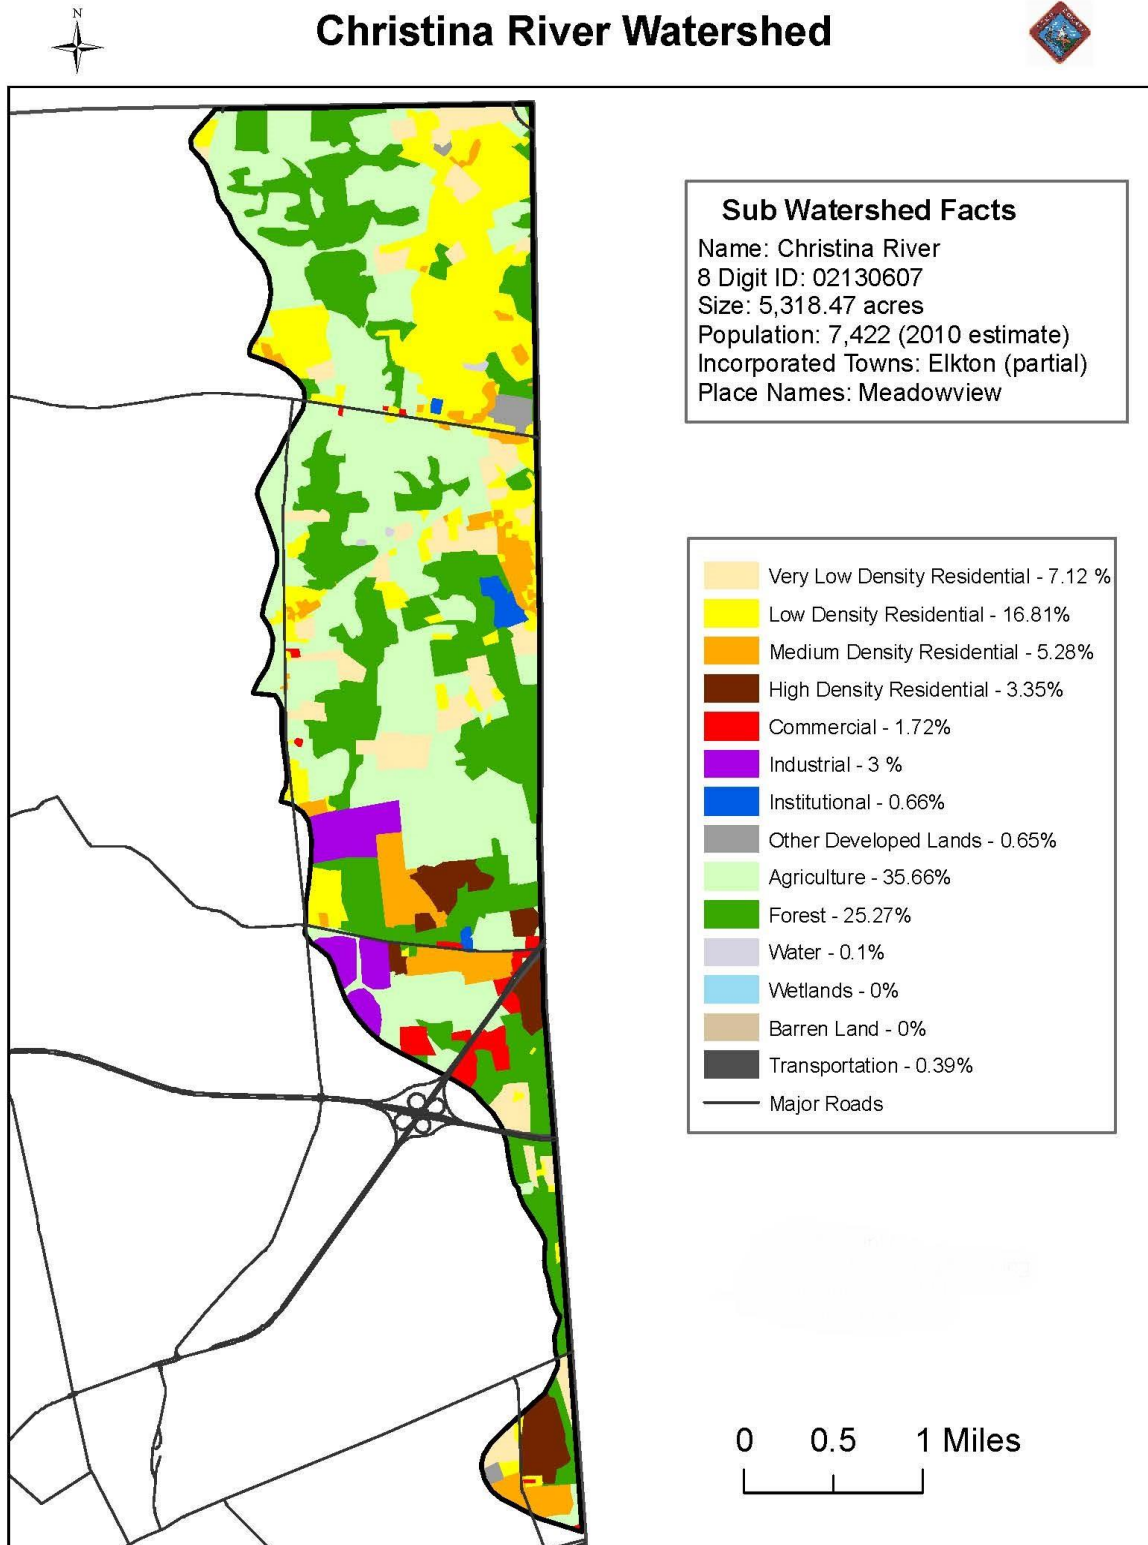 N
Christina River Watershed
Sub Watershed Facts
Name: Christina River
8 Digit ID: 02130607
Size: 5,318.47 acres
Population: 7,422 (2010 estimate)
Incorporated Towns: Elkton (partial)
Place Names: Meadowview
Very Low Density Residential - 7.12 %
Low Density Residential - 16.81%
Medium Density Residential - 5.28%
High Density Residential - 3.35%
Commercial - 1.72%
Industrial - 3 %
Institutional - 0.66%
Other Developed Lands - 0.65%
Agriculture - 35.66%
Forest - 25.27%
Water - 0.1%
Wetlands - 0%
Barren Land - 0%
Transportation - 0.39%
Major Roads
0 0.5 1 Miles